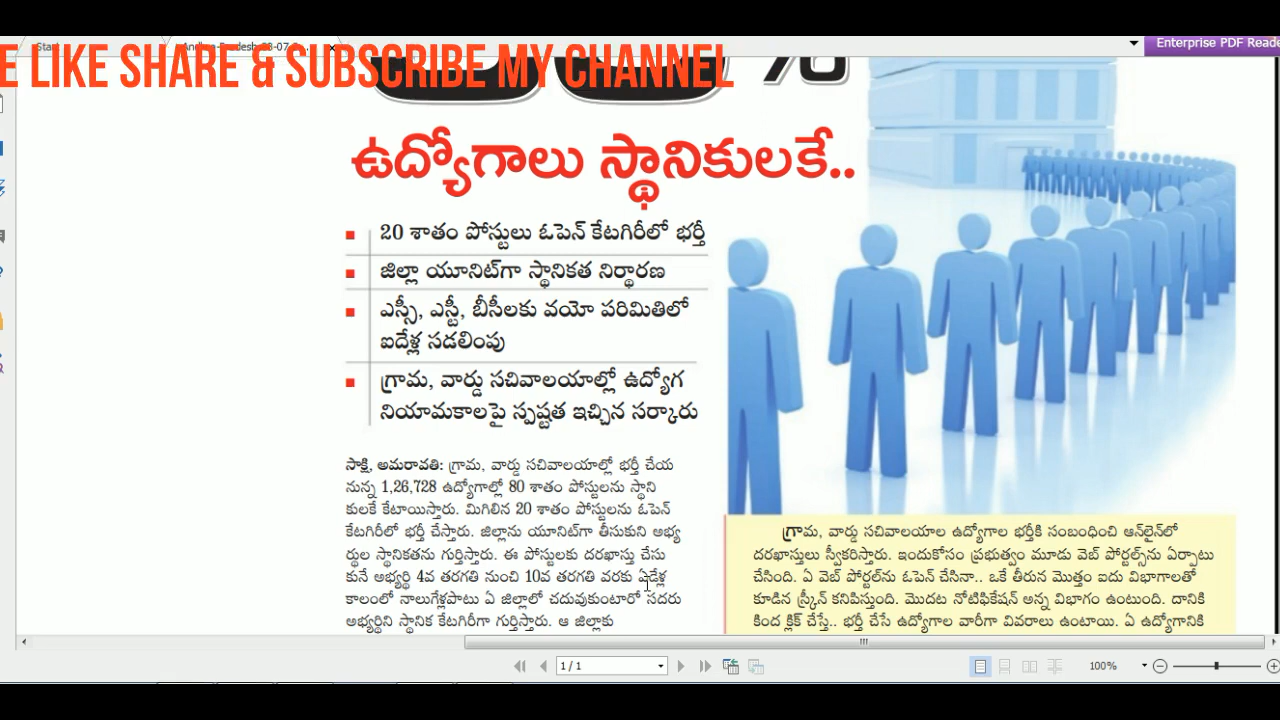 Start
Enterprise PDF Reade
E LIKE SHARE & SUBSCRIBE MY CHANNEL
ఉద్యోగాలు స్థానికులకే..
20 శాతం పోస్టులు ఓపెన్ కేటగిరీలో భర్తీ
జిల్లా యూనిట్‌గా స్థానికత నిర్ధారణ
ఎస్సీ, ఎస్టీ, బీసీలకు వయో పరిమితిలో
ఐదేళ్ల సడలింపు
గ్రామ, వార్డు సచివాలయాల్లో ఉద్యోగ
నియామకాలపై స్పష్టత ఇచ్చిన సర్కారు
సాక్షి, అమరావతి: గ్రామ, వార్డు సచివాలయాల్లో భర్తీ చేయ
నున్న 1,26,728 ఉద్యోగాల్లో 80 శాతం పోస్టులను స్థాని
కులకే కేటాయిస్తారు. మిగిలిన 20 శాతం పోస్టులను ఓపెన్
కేటగిరీలో భర్తీ చేస్తారు. జిల్లాను యూనిట్‌గా తీసుకుని అభ్య
ర్థుల స్థానికతను గుర్తిస్తారు. ఈ పోస్టులకు దరఖాస్తు చేసు
కునే అభ్యర్థి 4వ తరగతి నుంచి 10వ తరగతి వరకు ఏడేళ్ల
కాలంలో నాలుగేళ్లపాటు ఏ జిల్లాలో చదువుకుంటారో సదరు
అభ్యర్థిని స్థానిక కేటగిరీగా గుర్తిస్తారు. ఆ జిల్లాకు
గ్రామ, వార్డు సచివాలయాల ఉద్యోగాల భర్తీకి సంబంధించి ఆన్‌లైన్‌లో
దరఖాస్తులు స్వీకరిస్తారు. ఇందుకోసం ప్రభుత్వం మూడు వెబ్ పోర్టల్స్‌ను ఏర్పాటు
చేసింది. ఏ వెబ్ పోర్టల్‌ను ఓపెన్ చేసినా.. ఒకే తీరున మొత్తం ఐదు విభాగాలతో
కూడిన స్క్రీన్ కనిపిస్తుంది. మొదట నోటిఫికేషన్ అన్న విభాగం ఉంటుంది. దానికి
కింద క్లిక్ చేస్తే.. భర్తీ చేసే ఉద్యోగాల వారీగా వివరాలు ఉంటాయి. ఏ ఉద్యోగానికి
1 / 1
100%